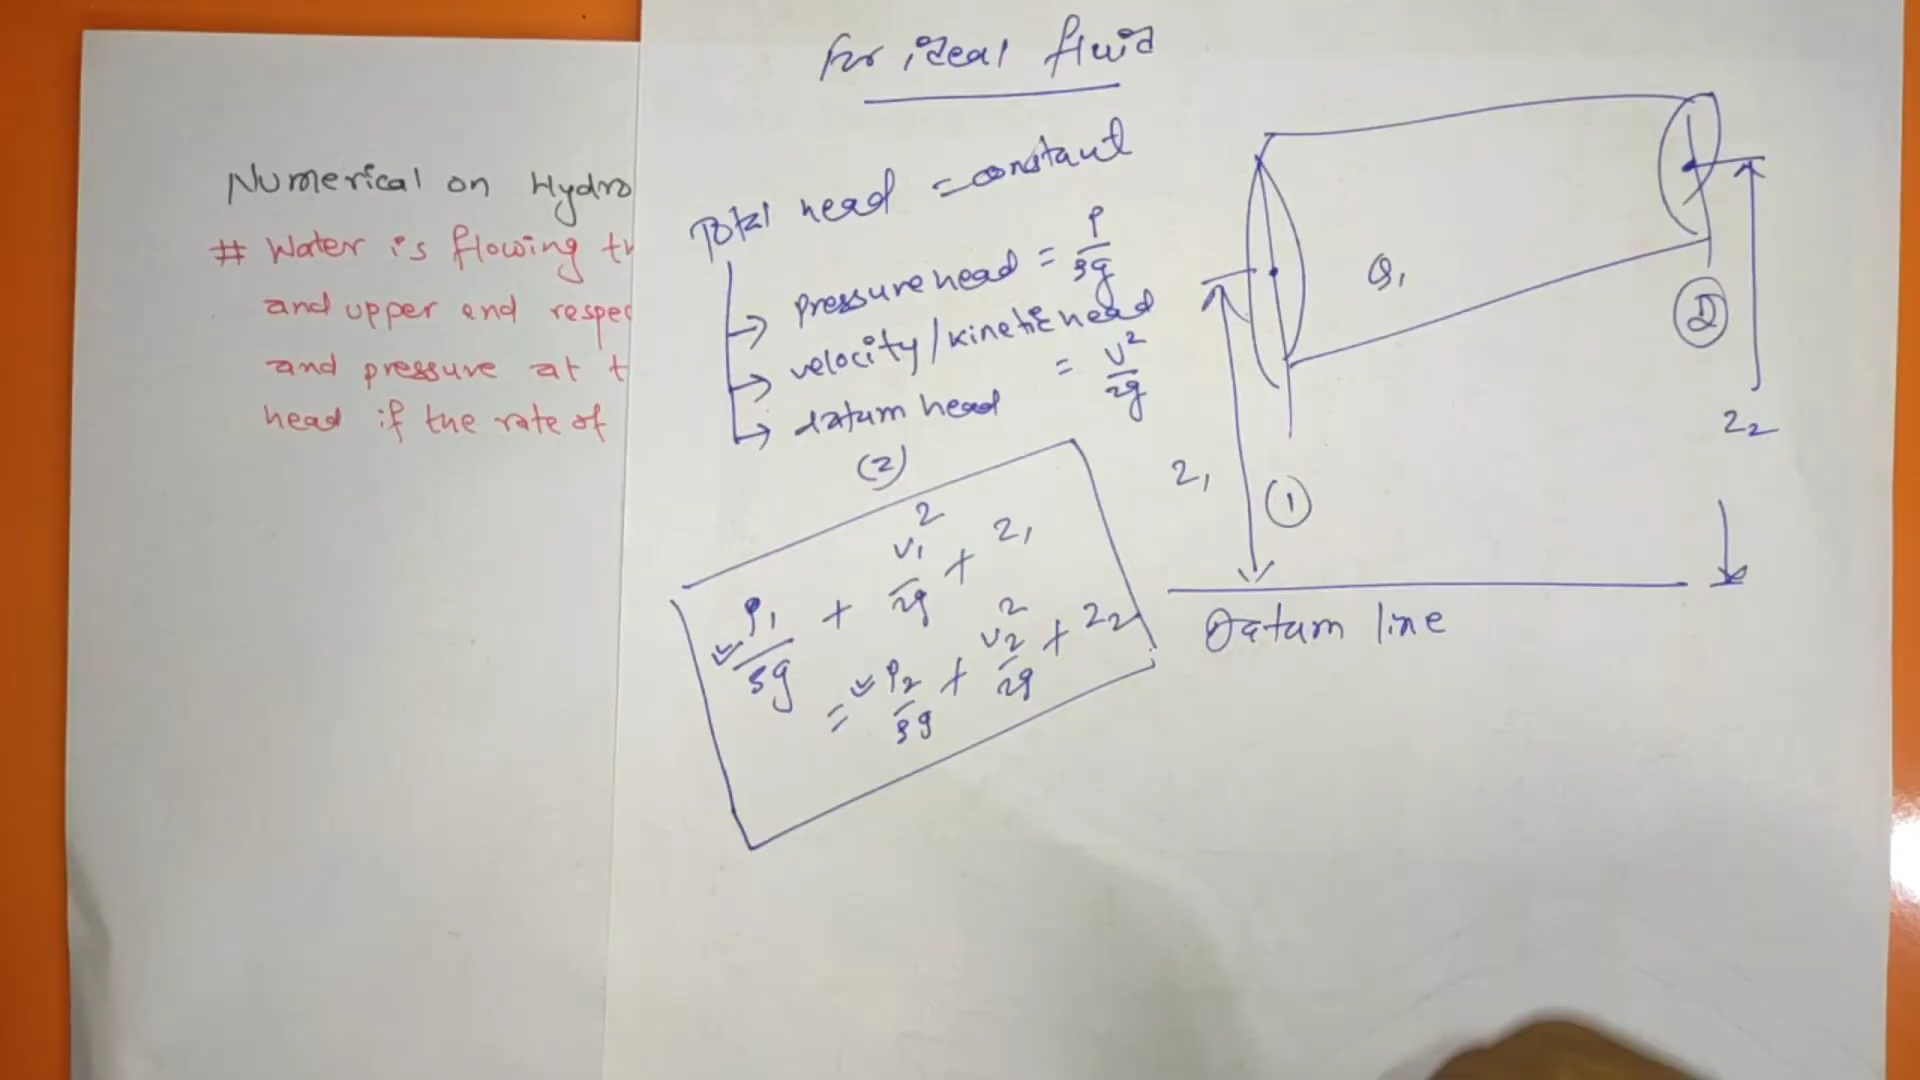 Numerical on Hydro
# Water is flowing th
and upper end respec
and pressure at t
head if the rate of
For ideal fluid
Total head = constant
→ pressure head = P/ρg
→ velocity/kinetic head = v²/2g
→ datum head
(z)
P₁/ρg + v₁²/2g + z₁
= P₂/ρg + v₂²/2g + z₂
Q₁
②
z₂
z₁
①
Datum line